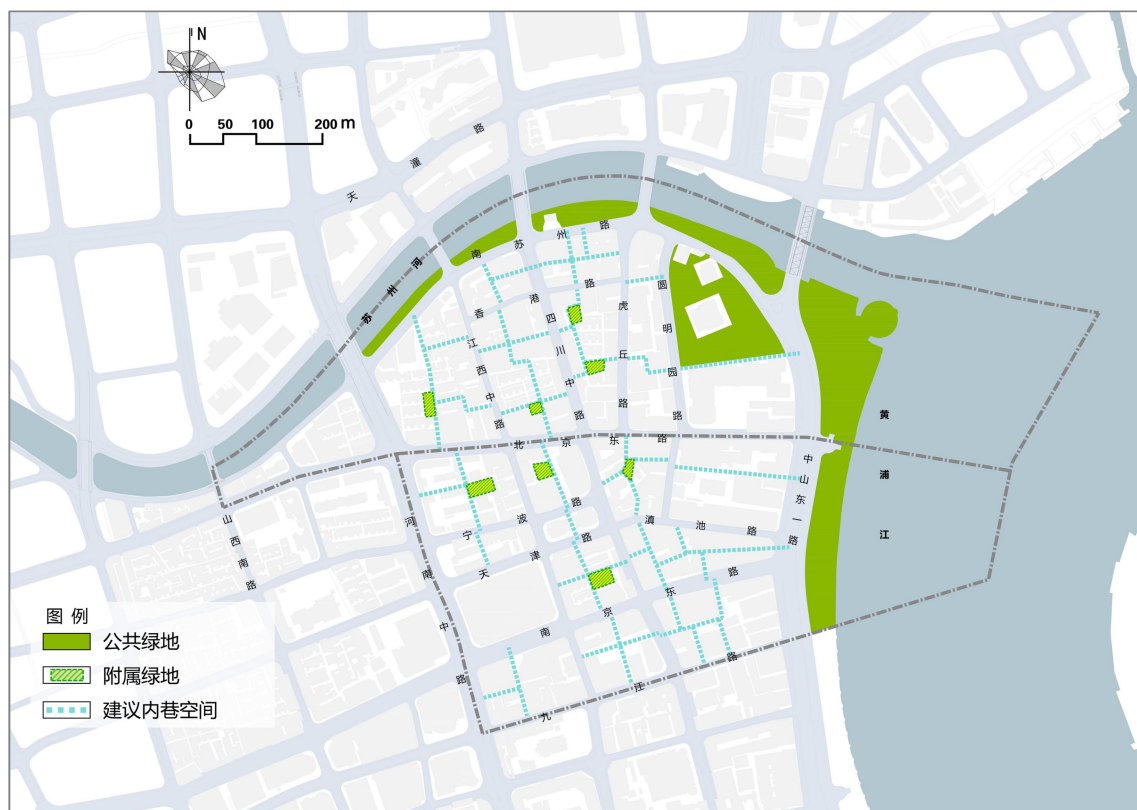 N
0 50 100 200 m
天潼路
苏州河
南苏州路
香港路
江西中路
四川中路
虎丘路
圆明园路
北京东路
黄浦江
中山东一路
山西南路
河南中路
宁波路
天津路
滇池路
南京东路
九江路
图例
公共绿地
附属绿地
建议内巷空间